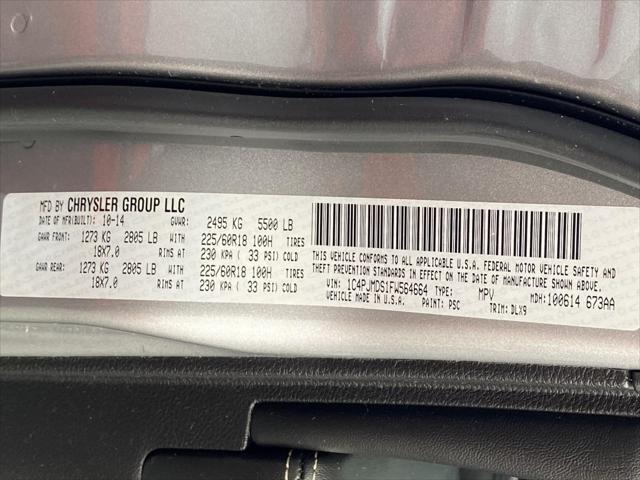 MFD BY CHRYSLER GROUP LLC
DATE OF MFR(BUILT): 10-14 GVWR: 2495 KG 5500 LB
GAWR FRONT: 1273 KG 2805 LB WITH 225/60R18 100H TIRES
18X7.0 RIMS AT 230 KPA ( 33 PSI) COLD
GAWR REAR: 1273 KG 2805 LB WITH 225/60R18 100H TIRES
18X7.0 RIMS AT 230 KPA ( 33 PSI) COLD
THIS VEHICLE CONFORMS TO ALL APPLICABLE U.S.A. FEDERAL MOTOR VEHICLE SAFETY AND
THEFT PREVENTION STANDARDS IN EFFECT ON THE DATE OF MANUFACTURE SHOWN ABOVE.
VIN: 1C4PJMDS1FW564664 TYPE: MPV MDH: 100614 673AA
VEHICLE MADE IN U.S.A. PAINT: PSC TRIM: DLX9